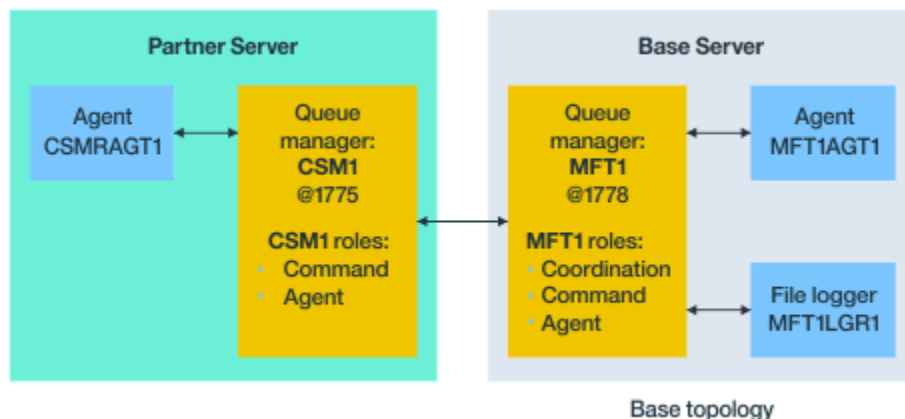 Partner Server
Agent
CSMRAGT1
Queue
manager:
CSM1
@1775
CSM1 roles:
• Command
• Agent
Base Server
Queue
manager:
MFT1
@1778
MFT1 roles:
• Coordination
• Command
• Agent
Agent
MFT1AGT1
File logger
MFT1LGR1
Base topology